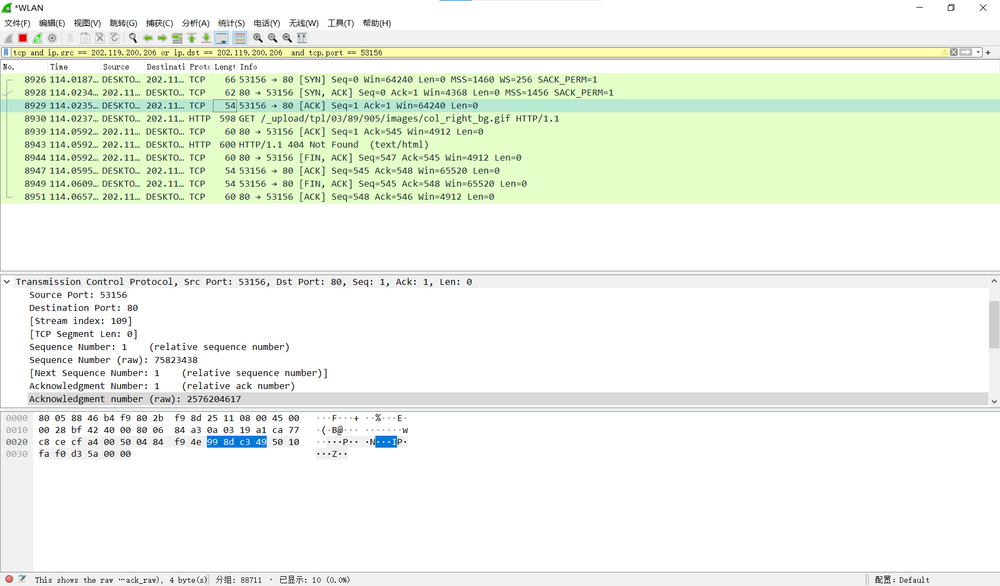 *WLAN
文件(F) 编辑(E) 视图(V) 跳转(G) 捕获(C) 分析(A) 统计(S) 电话(Y) 无线(W) 工具(T) 帮助(H)
tcp and ip.src == 202.119.200.206 or ip.dst == 202.119.200.206 and tcp.port == 53156
No. Time Source Destinati Proto Lengt Info
8926 114.0187… DESKTO… 202.11… TCP 66 53156 → 80 [SYN] Seq=0 Win=64240 Len=0 MSS=1460 WS=256 SACK_PERM=1
8928 114.0234… 202.11… DESKTO… TCP 62 80 → 53156 [SYN, ACK] Seq=0 Ack=1 Win=4368 Len=0 MSS=1456 SACK_PERM=1
8929 114.0235… DESKTO… 202.11… TCP 54 53156 → 80 [ACK] Seq=1 Ack=1 Win=64240 Len=0
8930 114.0237… DESKTO… 202.11… HTTP 598 GET /_upload/tpl/03/89/905/images/col_right_bg.gif HTTP/1.1
8939 114.0592… 202.11… DESKTO… TCP 60 80 → 53156 [ACK] Seq=1 Ack=545 Win=4912 Len=0
8943 114.0592… 202.11… DESKTO… HTTP 600 HTTP/1.1 404 Not Found (text/html)
8944 114.0592… 202.11… DESKTO… TCP 60 80 → 53156 [FIN, ACK] Seq=547 Ack=545 Win=4912 Len=0
8947 114.0595… DESKTO… 202.11… TCP 54 53156 → 80 [ACK] Seq=545 Ack=548 Win=65520 Len=0
8949 114.0609… DESKTO… 202.11… TCP 54 53156 → 80 [FIN, ACK] Seq=545 Ack=548 Win=65520 Len=0
8951 114.0657… 202.11… DESKTO… TCP 60 80 → 53156 [ACK] Seq=548 Ack=546 Win=4912 Len=0
Transmission Control Protocol, Src Port: 53156, Dst Port: 80, Seq: 1, Ack: 1, Len: 0
Source Port: 53156
Destination Port: 80
[Stream index: 109]
[TCP Segment Len: 0]
Sequence Number: 1 (relative sequence number)
Sequence Number (raw): 75823438
[Next Sequence Number: 1 (relative sequence number)]
Acknowledgment Number: 1 (relative ack number)
Acknowledgment number (raw): 2576204617
0000 80 05 88 46 b4 f9 80 2b f9 8d 25 11 08 00 45 00 ···F···+ ··%···E·
0010 00 28 bf 42 40 00 80 06 84 a3 0a 03 19 a1 ca 77 ·(·B@··· ·······w
0020 c8 ce cf a4 00 50 04 84 f9 4e 99 8d c3 49 50 10 ·····P·· ·N···IP·
0030 fa f0 d3 5a 00 00 ···Z··
This shows the raw …ack_raw), 4 byte(s) 分组: 88711 · 已显示: 10 (0.0%) 配置: Default